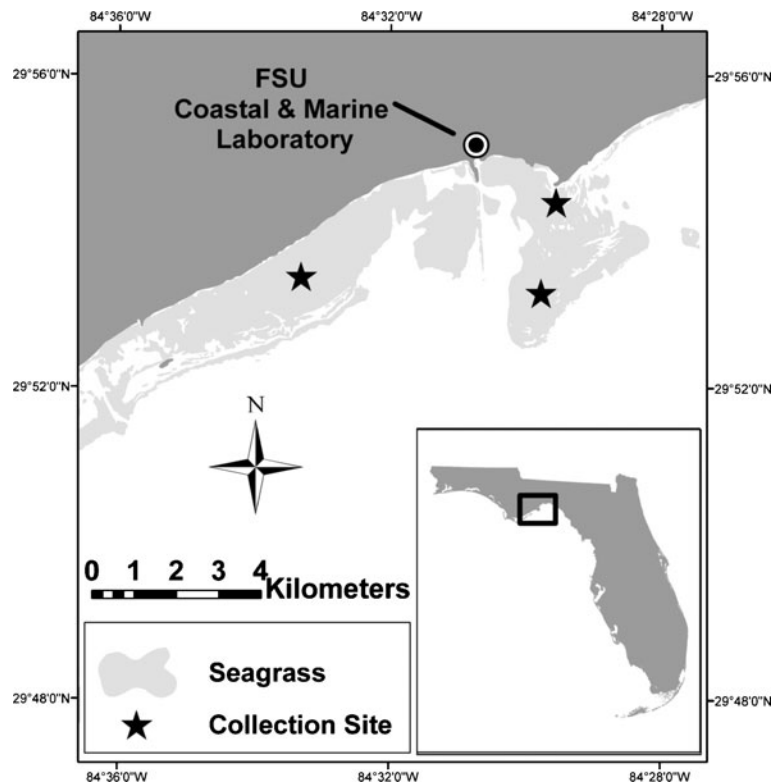 84°36'0"W 84°32'0"W 84°28'0"W
29°56'0"N 29°56'0"N
FSU
Coastal & Marine
Laboratory
29°52'0"N 29°52'0"N
N
0 1 2 3 4
Kilometers
Seagrass
Collection Site
29°48'0"N 29°48'0"N
84°36'0"W 84°32'0"W 84°28'0"W